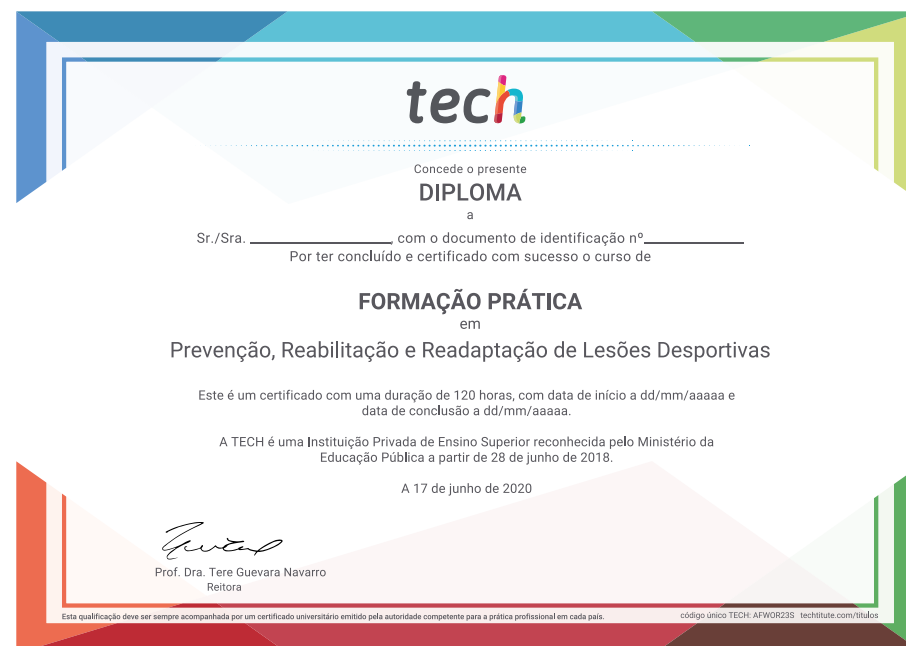 tech
Concede o presente
DIPLOMA
a
Sr./Sra. ________________, com o documento de identificação nº____________
Por ter concluído e certificado com sucesso o curso de
FORMAÇÃO PRÁTICA
em
Prevenção, Reabilitação e Readaptação de Lesões Desportivas
Este é um certificado com uma duração de 120 horas, com data de início a dd/mm/aaaaa e
data de conclusão a dd/mm/aaaaa.
A TECH é uma Instituição Privada de Ensino Superior reconhecida pelo Ministério da
Educação Pública a partir de 28 de junho de 2018.
A 17 de junho de 2020
Prof. Dra. Tere Guevara Navarro
Reitora
Esta qualificação deve ser sempre acompanhada por um certificado universitário emitido pela autoridade competente para a prática profissional em cada país.
código único TECH: AFWOR23S techtitute.com/titulos